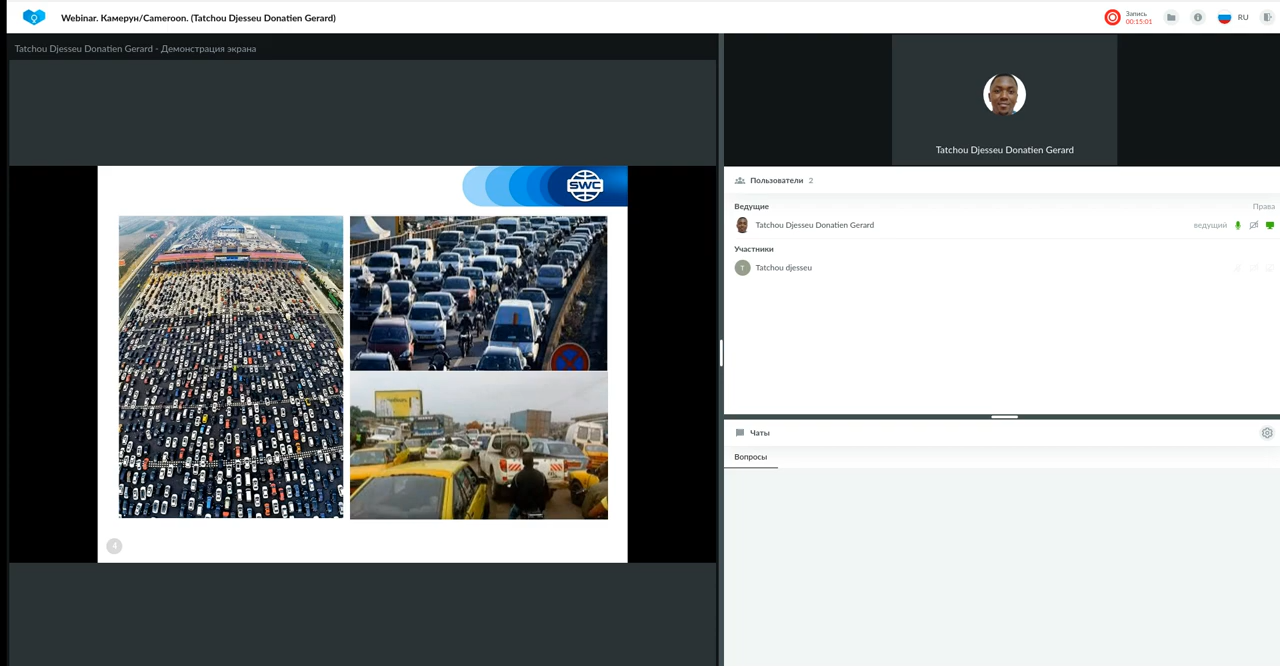 Webinar. Камерун/Cameroon. (Tatchou Djesseu Donatien Gerard)
Запись
00:15:01
RU
Tatchou Djesseu Donatien Gerard - Демонстрация экрана
SWC
4
Tatchou Djesseu Donatien Gerard
Пользователи 2
Ведущие Права
Tatchou Djesseu Donatien Gerard ведущий
Участники
T Tatchou djesseu
Чаты
Вопросы